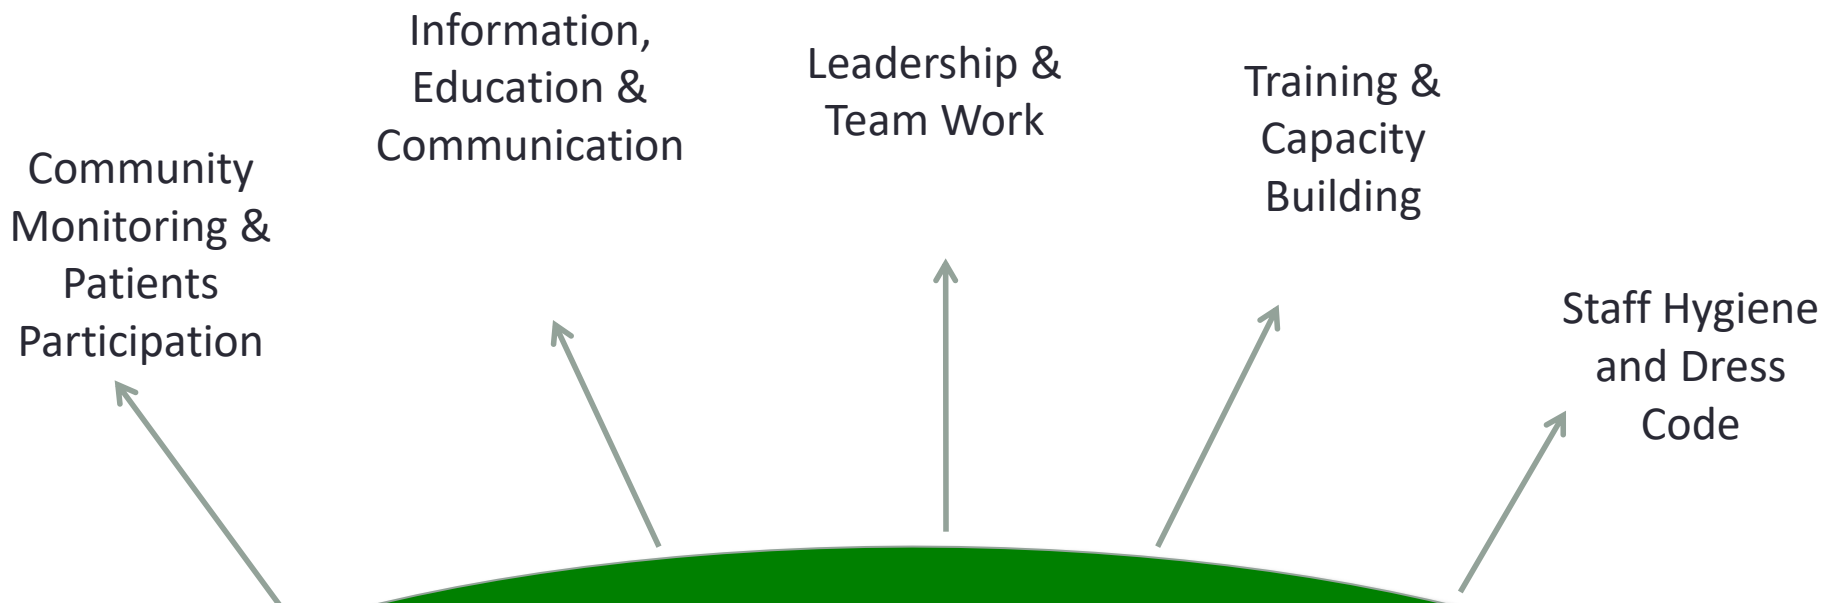 Community
Monitoring &
Patients
Participation
Information,
Education &
Communication
Leadership &
Team Work
Training &
Capacity
Building
Staff Hygiene
and Dress
Code